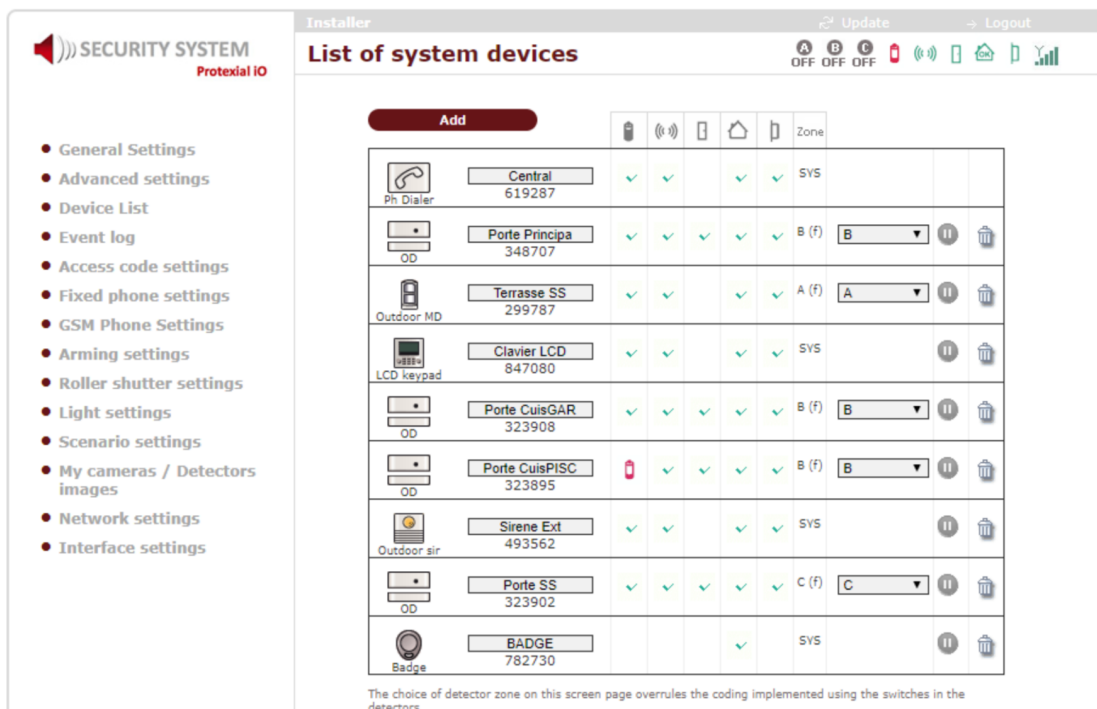 Installer
Update
Logout
SECURITY SYSTEM
Protexial iO
List of system devices
A B C
OFF OFF OFF
OK
General Settings
Advanced settings
Device List
Event log
Access code settings
Fixed phone settings
GSM Phone Settings
Arming settings
Roller shutter settings
Light settings
Scenario settings
My cameras / Detectors
images
Network settings
Interface settings
Add
Zone
Ph Dialer
Central
619287
SYS
OD
Porte Principa
348707
B (f)
B
Outdoor MD
Terrasse SS
299787
A (f)
A
LCD keypad
Clavier LCD
847080
SYS
OD
Porte CuisGAR
323908
B (f)
B
OD
Porte CuisPISC
323895
B (f)
B
Outdoor sir
Sirene Ext
493562
SYS
OD
Porte SS
323902
C (f)
C
Badge
BADGE
782730
SYS
The choice of detector zone on this screen page overrules the coding implemented using the switches in the
detectors